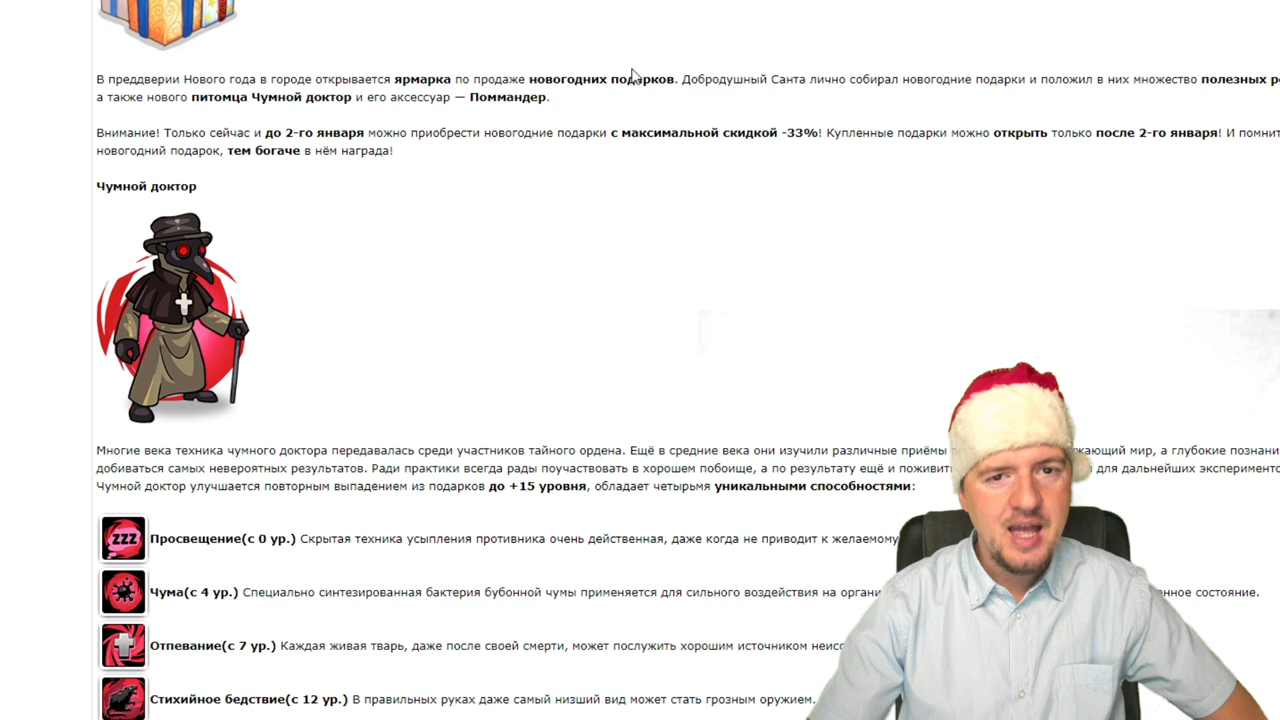 В преддверии Нового года в городе открывается ярмарка по продаже новогодних подарков. Добродушный Санта лично собирал новогодние подарки и положил в них множество полезных
а также нового питомца Чумной доктор и его аксессуар — Поммандер.
Внимание! Только сейчас и до 2-го января можно приобрести новогодние подарки с максимальной скидкой -33%! Купленные подарки можно открыть только после 2-го января! И
новогодний подарок, тем богаче в нём награда!
Чумной доктор
Многие века техника чумного доктора передавалась среди участников тайного ордена. Ещё в средние века они изучили различные приёмы мир, а глубокие
добиваться самых невероятных результатов. Ради практики всегда рады поучаствовать в хорошем побоище, а по результату ещё и для дальнейших
Чумной доктор улучшается повторным выпадением из подарков до +15 уровня, обладает четырьмя уникальными способностями:
zzz Просвещение(с 0 ур.) Скрытая техника усыпления противника очень действенная, даже когда не приводит к желаемому
Чума(с 4 ур.) Специально синтезированная бактерия бубонной чумы применяется для сильного воздействия на состояние.
Отпевание(с 7 ур.) Каждая живая тварь, даже после своей смерти, может послужить хорошим источником
Стихийное бедствие(с 12 ур.) В правильных руках даже самый низший вид может стать грозным оружием.